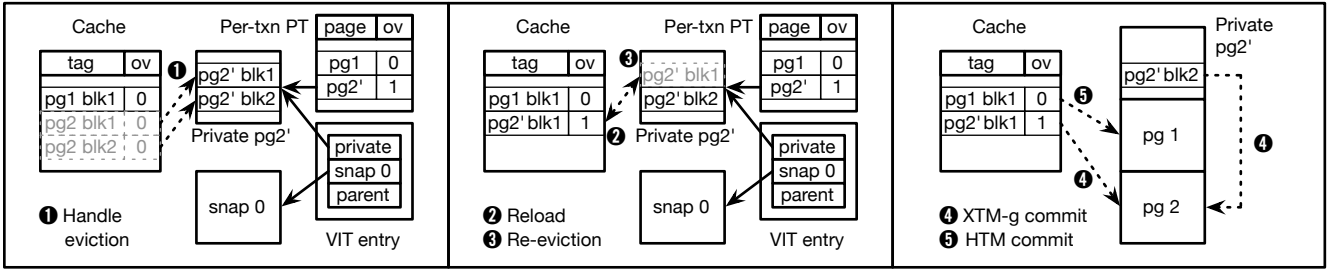 Cache
Per-txn PT
page ov
tag ov
❶
pg2' blk1
pg2' blk2
pg1 0
pg2' 1
pg1 blk1 0
pg2 blk1 0
pg2 blk2 0
Private pg2'
private
snap 0
parent
snap 0
❶ Handle
eviction
VIT entry
Cache
Per-txn PT
page ov
tag ov
❸
pg2' blk1
pg2' blk2
pg1 0
pg2' 1
pg1 blk1 0
pg2' blk1 1
❷
Private pg2'
private
snap 0
parent
snap 0
❷ Reload
❸ Re-eviction
VIT entry
Cache
Private
pg2'
tag ov
pg2' blk2
pg1 blk1 0
pg2' blk1 1
❺
pg 1
❹
❹
pg 2
❹ XTM-g commit
❺ HTM commit